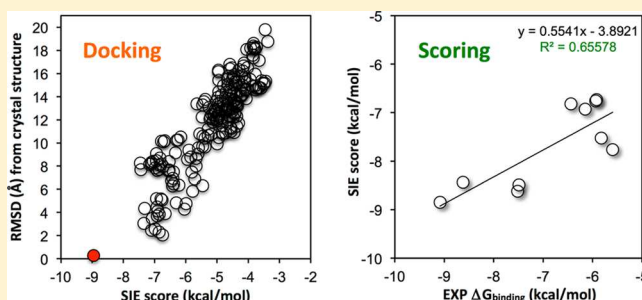 20
18
16
14
12
10
8
6
4
2
0
RMSD (Å) from crystal structure
Docking
-10 -9 -8 -7 -6 -5 -4 -3 -2
SIE score (kcal/mol)
-5
-6
-7
-8
-9
-10
SIE score (kcal/mol)
y = 0.5541x - 3.8921
R² = 0.65578
Scoring
-10 -9 -8 -7 -6 -5
EXP ΔGbinding (kcal/mol)